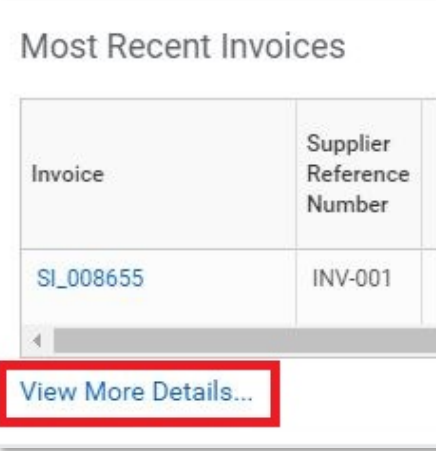 Most Recent Invoices
Invoice
Supplier
Reference
Number
SI_008655
INV-001
View More Details...